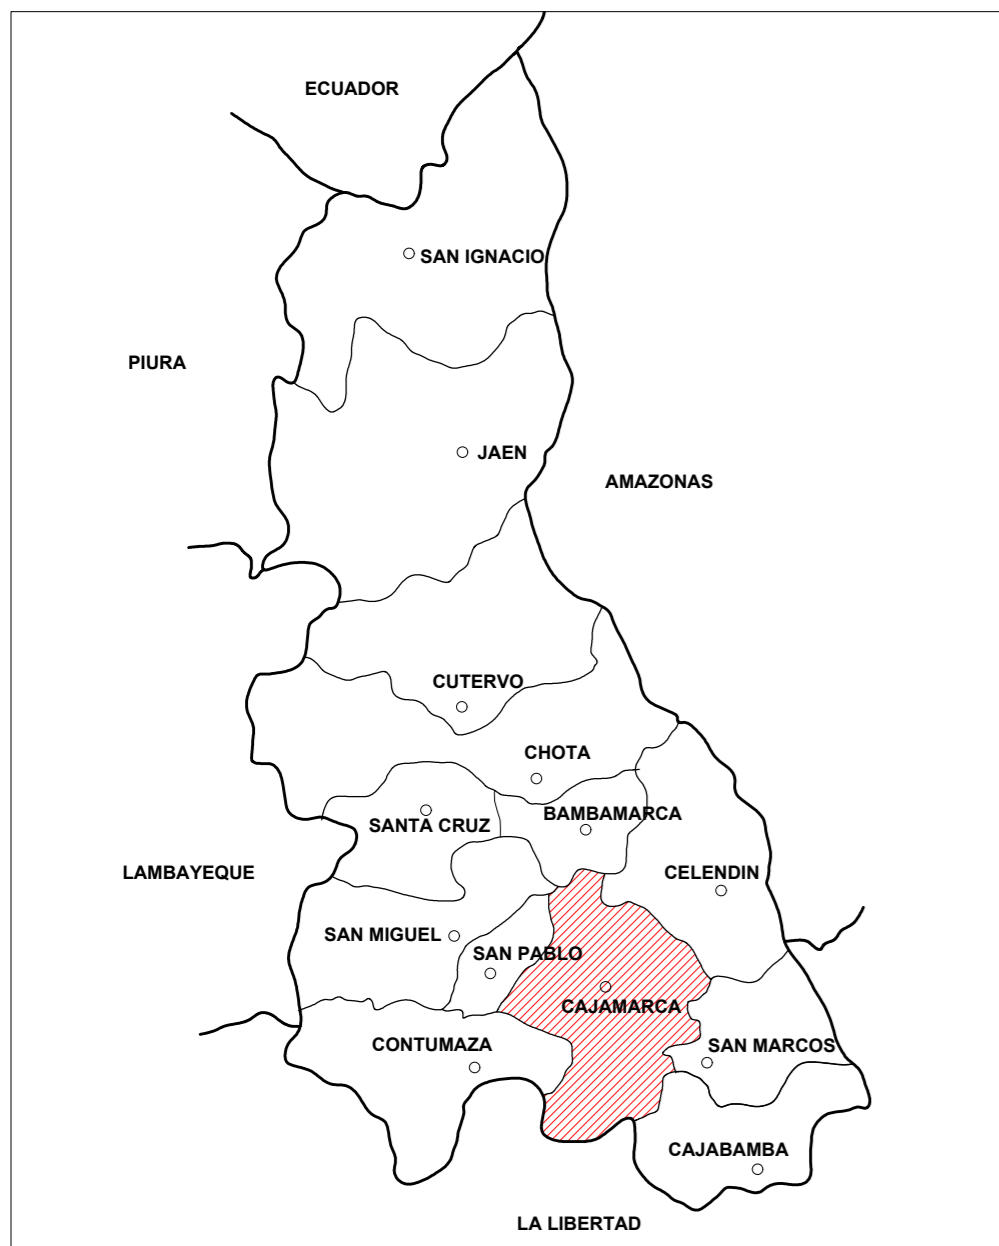 ECUADOR
SAN IGNACIO
PIURA
JAEN
AMAZONAS
CUTERVO
CHOTA
BAMBAMARCA
SANTA CRUZ
LAMBAYEQUE
CELENDIN
SAN MIGUEL
SAN PABLO
CAJAMARCA
CONTUMAZA
SAN MARCOS
CAJABAMBA
LA LIBERTAD